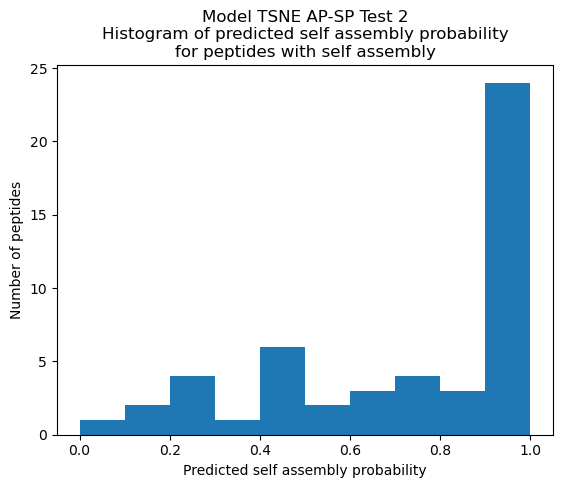 Model TSNE AP-SP Test 2
Histogram of predicted self assembly probability
for peptides with self assembly
25
20
15
10
5
0
Number of peptides
0.0 0.2 0.4 0.6 0.8 1.0
Predicted self assembly probability